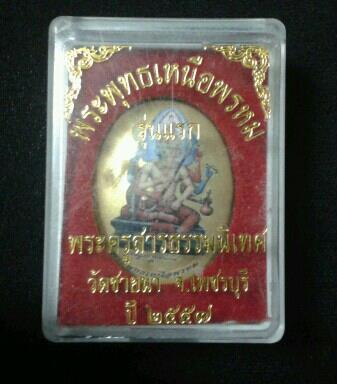 พระพุทธเหนือพรหม
รุ่นแรก
พระครูสารธรรมนิเทศ
วัดชายนา จ.เพชรบุรี
ปี ๒๕๕๗